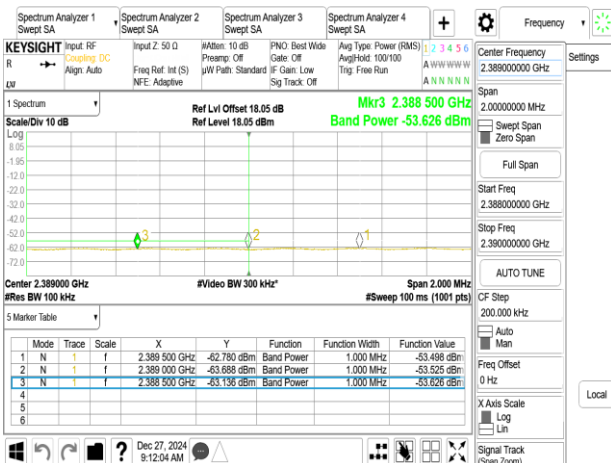 Spectrum Analyzer 1
Swept SA
Spectrum Analyzer 2
Swept SA
Spectrum Analyzer 3
Swept SA
Spectrum Analyzer 4
Swept SA
+
Frequency
KEYSIGHT
R
Input: RF
Coupling: DC
Align: Auto
Input Z: 50 Ω
Freq Ref: Int (S)
NFE: Adaptive
#Atten: 10 dB
Preamp: Off
µW Path: Standard
PNO: Best Wide
Gate: Off
IF Gain: Low
Sig Track: Off
Avg Type: Power (RMS)
Avg|Hold: 100/100
Trig: Free Run
1 2 3 4 5 6
A W W W W W
A N N N N N
1 Spectrum
Scale/Div 10 dB
Ref Lvl Offset 18.05 dB
Ref Level 18.05 dBm
Mkr3 2.388 500 GHz
Band Power -53.626 dBm
Log
8.05
-1.95
-12.0
-22.0
-32.0
-42.0
-52.0
-62.0
-72.0
3
2
1
Center 2.389000 GHz
#Res BW 100 kHz
#Video BW 300 kHz*
Span 2.000 MHz
#Sweep 100 ms (1001 pts)
5 Marker Table
Mode Trace Scale X Y Function Function Width Function Value
1 N 1 f 2.389 500 GHz -62.780 dBm Band Power 1.000 MHz -53.498 dBm
2 N 1 f 2.389 000 GHz -63.688 dBm Band Power 1.000 MHz -53.525 dBm
3 N 1 f 2.388 500 GHz -63.136 dBm Band Power 1.000 MHz -53.626 dBm
4
5
6
?
Dec 27, 2024
9:12:04 AM
Center Frequency
2.389000000 GHz
Span
2.00000000 MHz
Swept Span
Zero Span
Full Span
Start Freq
2.388000000 GHz
Stop Freq
2.390000000 GHz
AUTO TUNE
CF Step
200.000 kHz
Auto
Man
Freq Offset
0 Hz
X Axis Scale
Log
Lin
Signal Track
(Span Zoom)
Settings
Local